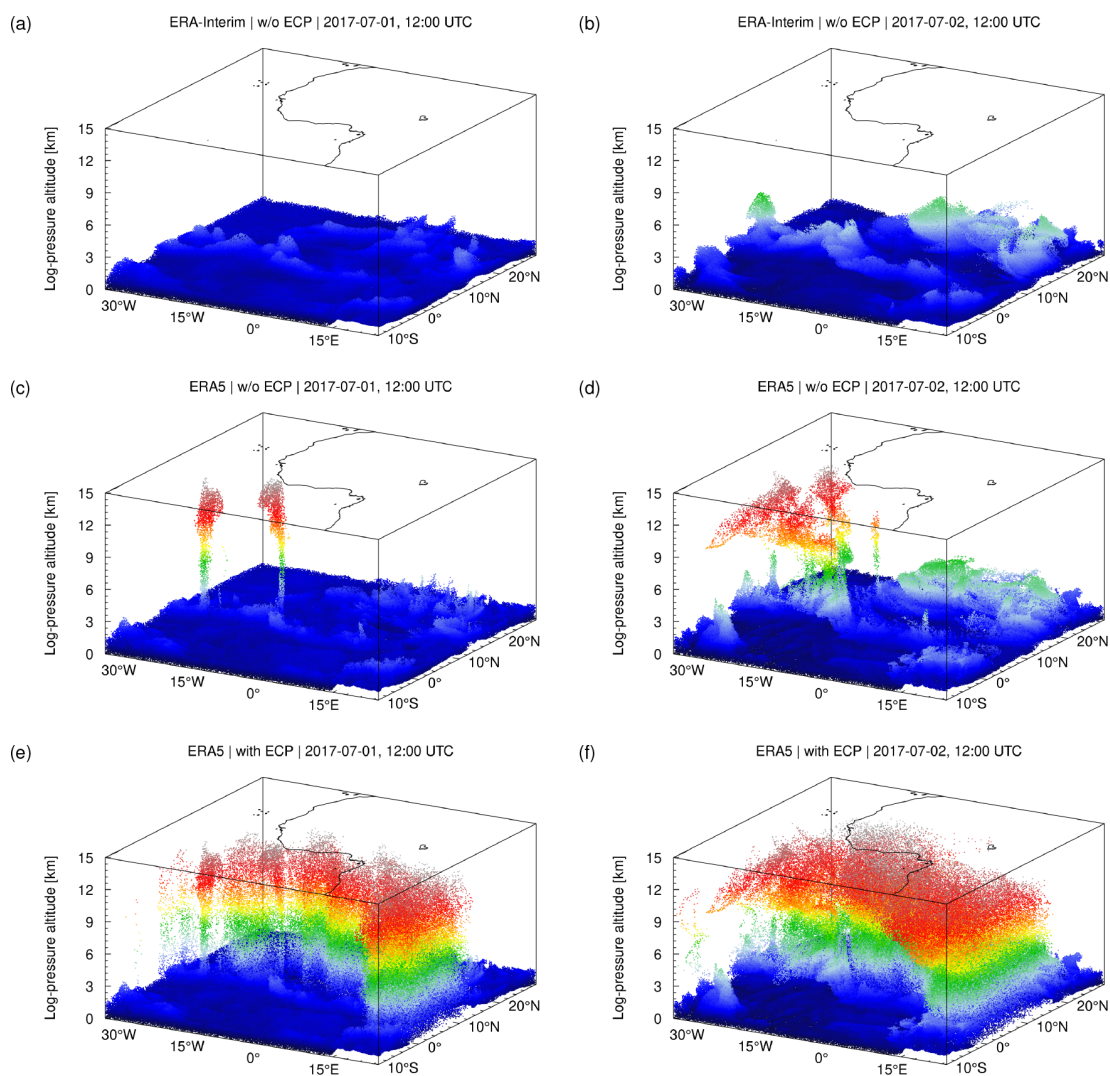 (a) ERA-Interim | w/o ECP | 2017-07-01, 12:00 UTC
Log-pressure altitude [km]
15
12
9
6
3
0
30°W
15°W
0°
15°E
10°S
0°
10°N
20°N
(b) ERA-Interim | w/o ECP | 2017-07-02, 12:00 UTC
Log-pressure altitude [km]
15
12
9
6
3
0
30°W
15°W
0°
15°E
10°S
0°
10°N
20°N
(c) ERA5 | w/o ECP | 2017-07-01, 12:00 UTC
Log-pressure altitude [km]
15
12
9
6
3
0
30°W
15°W
0°
15°E
10°S
0°
10°N
20°N
(d) ERA5 | w/o ECP | 2017-07-02, 12:00 UTC
Log-pressure altitude [km]
15
12
9
6
3
0
30°W
15°W
0°
15°E
10°S
0°
10°N
20°N
(e) ERA5 | with ECP | 2017-07-01, 12:00 UTC
Log-pressure altitude [km]
15
12
9
6
3
0
30°W
15°W
0°
15°E
10°S
0°
10°N
20°N
(f) ERA5 | with ECP | 2017-07-02, 12:00 UTC
Log-pressure altitude [km]
15
12
9
6
3
0
30°W
15°W
0°
15°E
10°S
0°
10°N
20°N